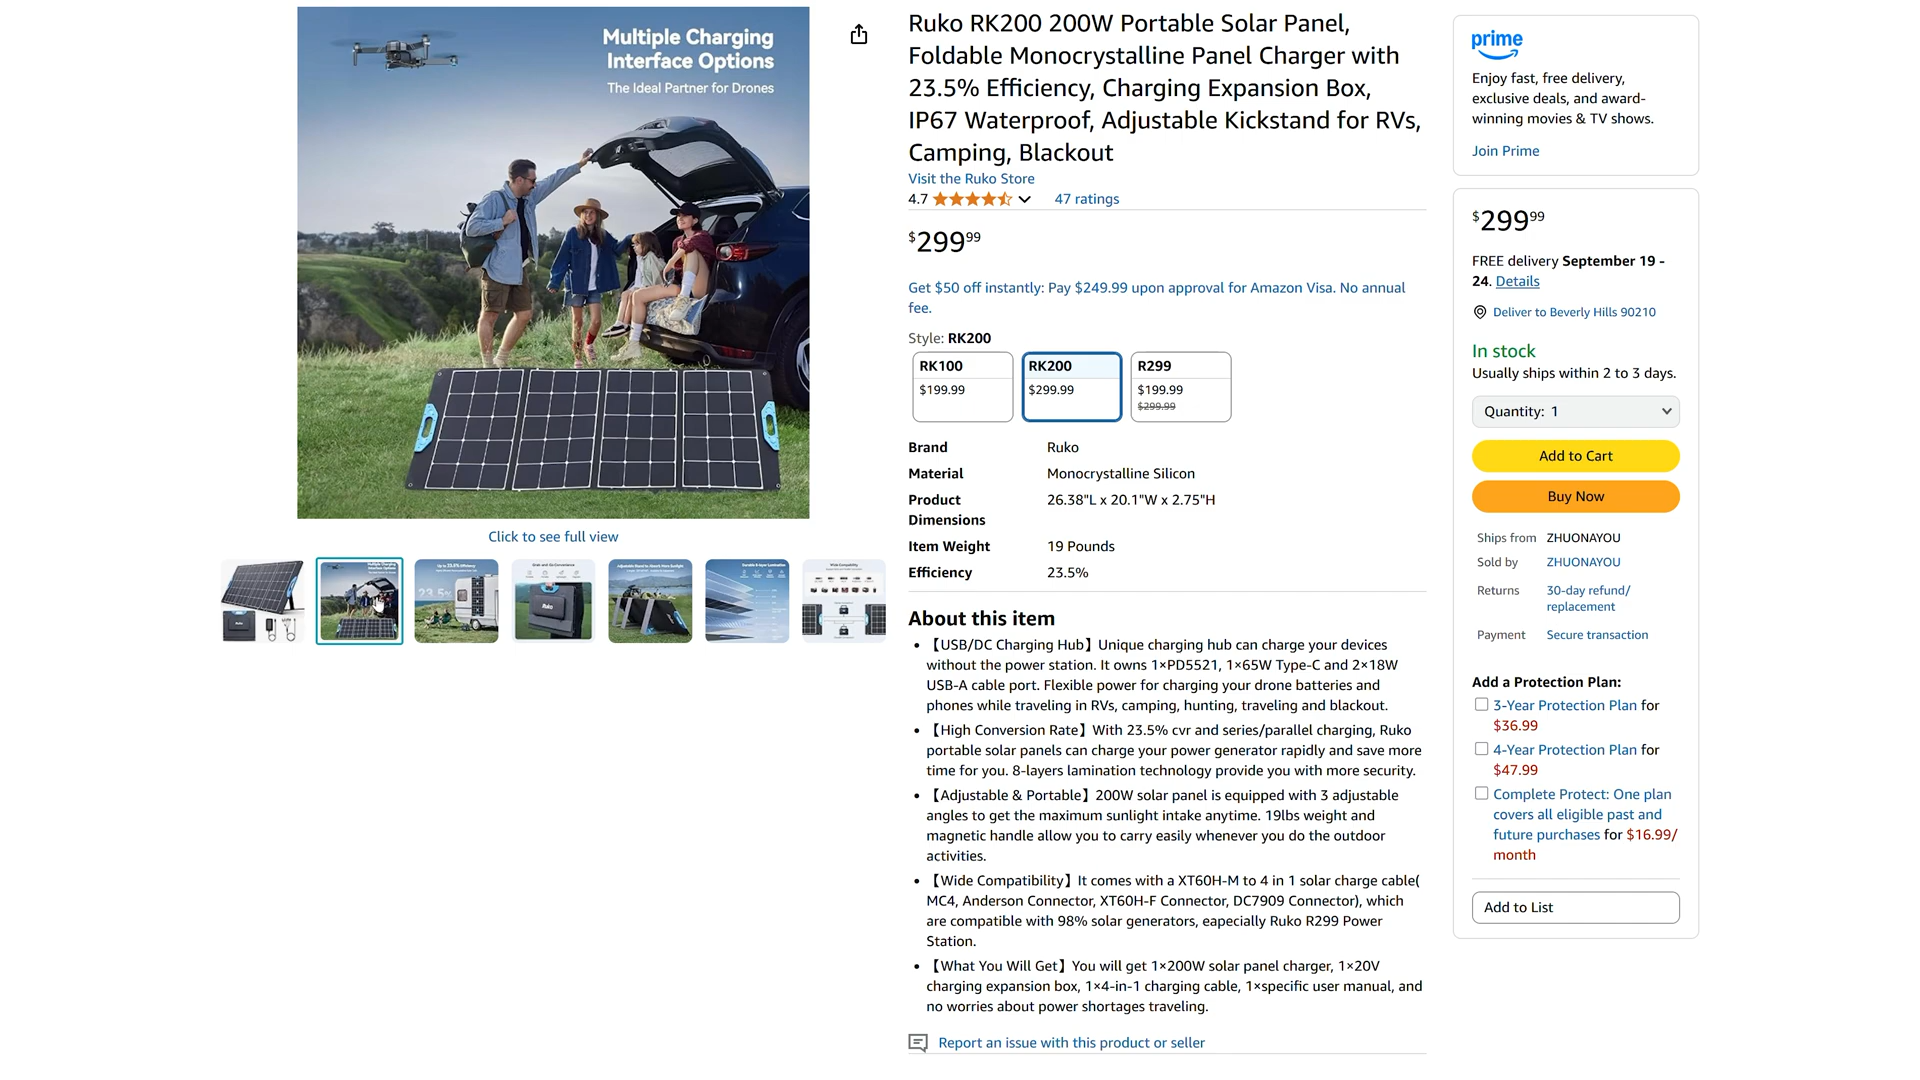 Multiple Charging
Interface Options
The Ideal Partner for Drones
Click to see full view
Ruko RK200 200W Portable Solar Panel,
Foldable Monocrystalline Panel Charger with
23.5% Efficiency, Charging Expansion Box,
IP67 Waterproof, Adjustable Kickstand for RVs,
Camping, Blackout
Visit the Ruko Store
4.7
47 ratings
$299.99
Get $50 off instantly: Pay $249.99 upon approval for Amazon Visa. No annual
fee.
Style: RK200
RK100
$199.99
RK200
$299.99
R299
$199.99
$299.99
Brand Ruko
Material Monocrystalline Silicon
Product Dimensions 26.38"L x 20.1"W x 2.75"H
Item Weight 19 Pounds
Efficiency 23.5%
About this item
【USB/DC Charging Hub】Unique charging hub can charge your devices
without the power station. It owns 1×PD5521, 1×65W Type-C and 2×18W
USB-A cable port. Flexible power for charging your drone batteries and
phones while traveling in RVs, camping, hunting, traveling and blackout.
【High Conversion Rate】With 23.5% cvr and series/parallel charging, Ruko
portable solar panels can charge your power generator rapidly and save more
time for you. 8-layers lamination technology provide you with more security.
【Adjustable & Portable】200W solar panel is equipped with 3 adjustable
angles to get the maximum sunlight intake anytime. 19lbs weight and
magnetic handle allow you to carry easily whenever you do the outdoor
activities.
【Wide Compatibility】It comes with a XT60H-M to 4 in 1 solar charge cable(
MC4, Anderson Connector, XT60H-F Connector, DC7909 Connector), which
are compatible with 98% solar generators, eapecially Ruko R299 Power
Station.
【What You Will Get】You will get 1×200W solar panel charger, 1×20V
charging expansion box, 1×4-in-1 charging cable, 1×specific user manual, and
no worries about power shortages traveling.
Report an issue with this product or seller
prime
Enjoy fast, free delivery,
exclusive deals, and award-
winning movies & TV shows.
Join Prime
$299.99
FREE delivery September 19 -
24. Details
Deliver to Beverly Hills 90210
In stock
Usually ships within 2 to 3 days.
Quantity: 1
Add to Cart
Buy Now
Ships from ZHUONAYOU
Sold by ZHUONAYOU
Returns 30-day refund/
replacement
Payment Secure transaction
Add a Protection Plan:
3-Year Protection Plan for
$36.99
4-Year Protection Plan for
$47.99
Complete Protect: One plan
covers all eligible past and
future purchases for $16.99/
month
Add to List